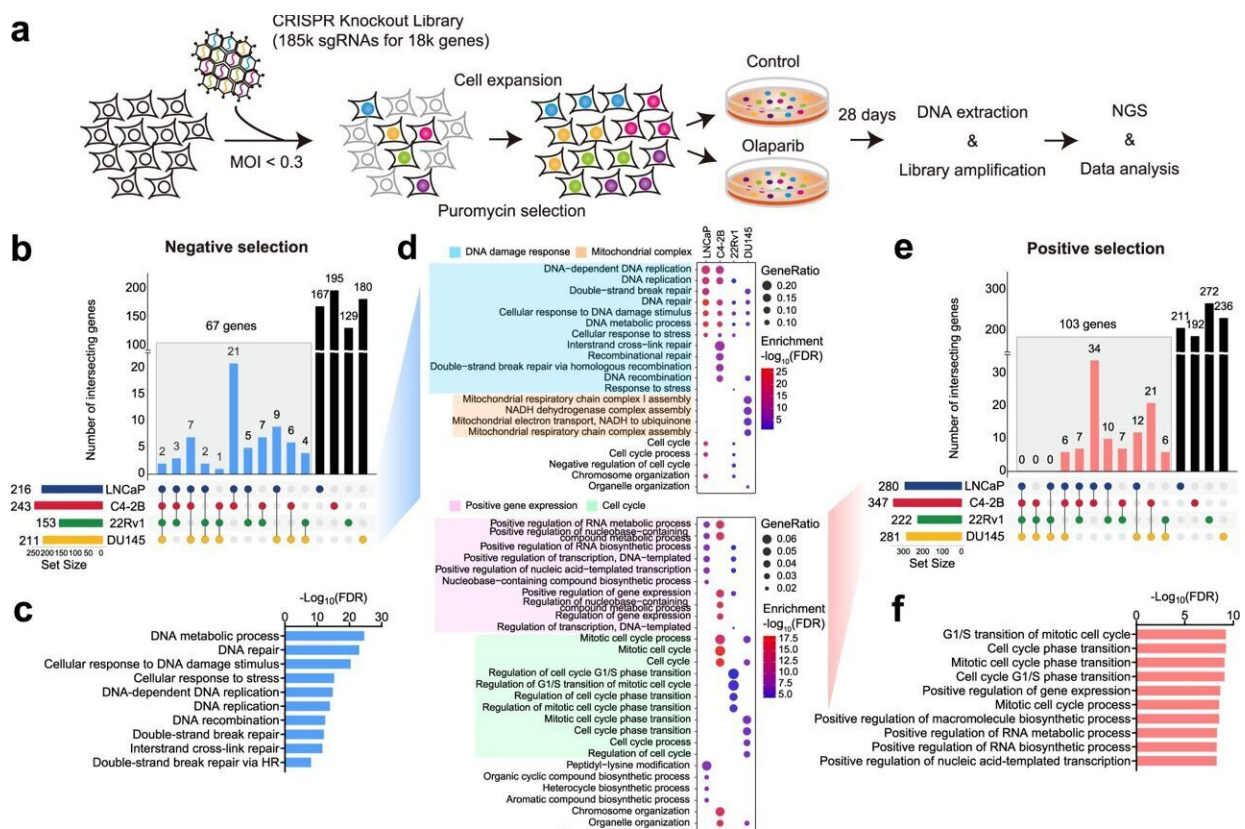 a
CRISPR Knockout Library
(185k sgRNAs for 18k genes)
MOI < 0.3
Cell expansion
Puromycin selection
Control
Olaparib
28 days
DNA extraction
&
Library amplification
NGS
&
Data analysis
b
Negative selection
Number of intersecting genes
200
150
100
20
15
10
5
0
67 genes
2
3
7
2
1
21
5
7
9
6
4
167
195
129
180
216
LNCaP
243
C4-2B
153
22Rv1
211
DU145
250 200 150 100 50 0
Set Size
c
-Log10(FDR)
0 10 20 30
DNA metabolic process
DNA repair
Cellular response to DNA damage stimulus
Cellular response to stress
DNA-dependent DNA replication
DNA replication
DNA recombination
Double-strand break repair
Interstrand cross-link repair
Double-strand break repair via HR
d
DNA damage response
Mitochondrial complex
LNCaP
C4-2B
22Rv1
DU145
DNA-dependent DNA replication
DNA replication
Double-strand break repair
DNA repair
Cellular response to DNA damage stimulus
DNA metabolic process
Cellular response to stress
Interstrand cross-link repair
Recombinational repair
Double-strand break repair via homologous recombination
DNA recombination
Response to stress
Mitochondrial respiratory chain complex I assembly
NADH dehydrogenase complex assembly
Mitochondrial electron transport, NADH to ubiquinone
Mitochondrial respiratory chain complex assembly
Cell cycle
Cell cycle process
Negative regulation of cell cycle
Chromosome organization
Organelle organization
GeneRatio
0.20
0.15
0.10
0.10
Enrichment
-log10(FDR)
25
20
15
10
5
Positive gene expression
Cell cycle
Positive regulation of RNA metabolic process
Positive regulation of nucleobase-containing
compound metabolic process
Positive regulation of RNA biosynthetic process
Positive regulation of transcription, DNA-templated
Positive regulation of nucleic acid-templated transcription
Nucleobase-containing compound biosynthetic process
Positive regulation of gene expression
Regulation of nucleobase-containing
compound metabolic process
Regulation of gene expression
Regulation of transcription, DNA-templated
Mitotic cell cycle process
Mitotic cell cycle
Cell cycle
Regulation of cell cycle G1/S phase transition
Regulation of G1/S transition of mitotic cell cycle
Regulation of cell cycle phase transition
Regulation of mitotic cell cycle phase transition
Mitotic cell cycle phase transition
Cell cycle phase transition
Cell cycle process
Regulation of cell cycle
Peptidyl-lysine modification
Organic cyclic compound biosynthetic process
Heterocycle biosynthetic process
Aromatic compound biosynthetic process
Chromosome organization
Organelle organization
GeneRatio
0.06
0.05
0.04
0.03
0.02
Enrichment
-log10(FDR)
17.5
15.0
12.5
10.0
7.5
5.0
e
Positive selection
Number of intersecting genes
300
200
100
40
30
20
10
0
103 genes
0
0
0
6
7
34
10
7
12
21
6
211
192
272
236
280
LNCaP
347
C4-2B
222
22Rv1
281
DU145
300 200 100 0
Set Size
f
-Log10(FDR)
0 5 10
G1/S transition of mitotic cell cycle
Cell cycle phase transition
Mitotic cell cycle phase transition
Cell cycle G1/S phase transition
Positive regulation of gene expression
Mitotic cell cycle process
Positive regulation of macromolecule biosynthetic process
Positive regulation of RNA metabolic process
Positive regulation of RNA biosynthetic process
Positive regulation of nucleic acid-templated transcription